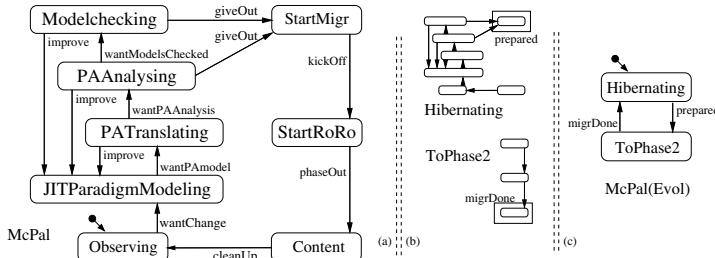 Modelchecking
giveOut
StartMigr
giveOut
improve
wantModelsChecked
PAAnalysing
kickOff
improve
wantPAAnalysis
PATranslating
StartRoRo
improve
wantPAmodel
phaseOut
JITParadigmModeling
wantChange
McPal
Observing
cleanUp
Content
(a)
prepared
Hibernating
ToPhase2
migrDone
(b)
Hibernating
prepared
migrDone
ToPhase2
McPal(Evol)
(c)